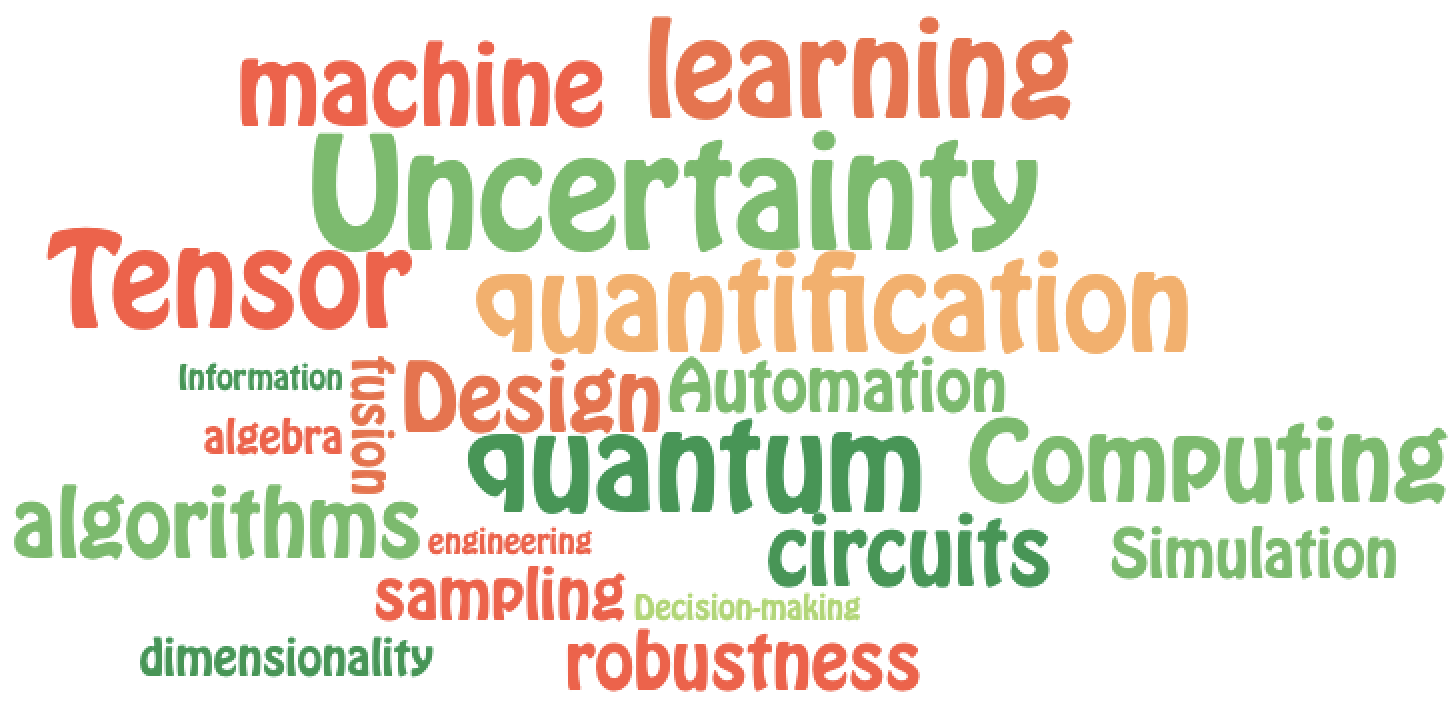 machine learning
Uncertainty
Tensor quantification
Information fusion Design Automation
algebra quantum Computing
algorithms engineering circuits Simulation
sampling Decision-making
dimensionality robustness